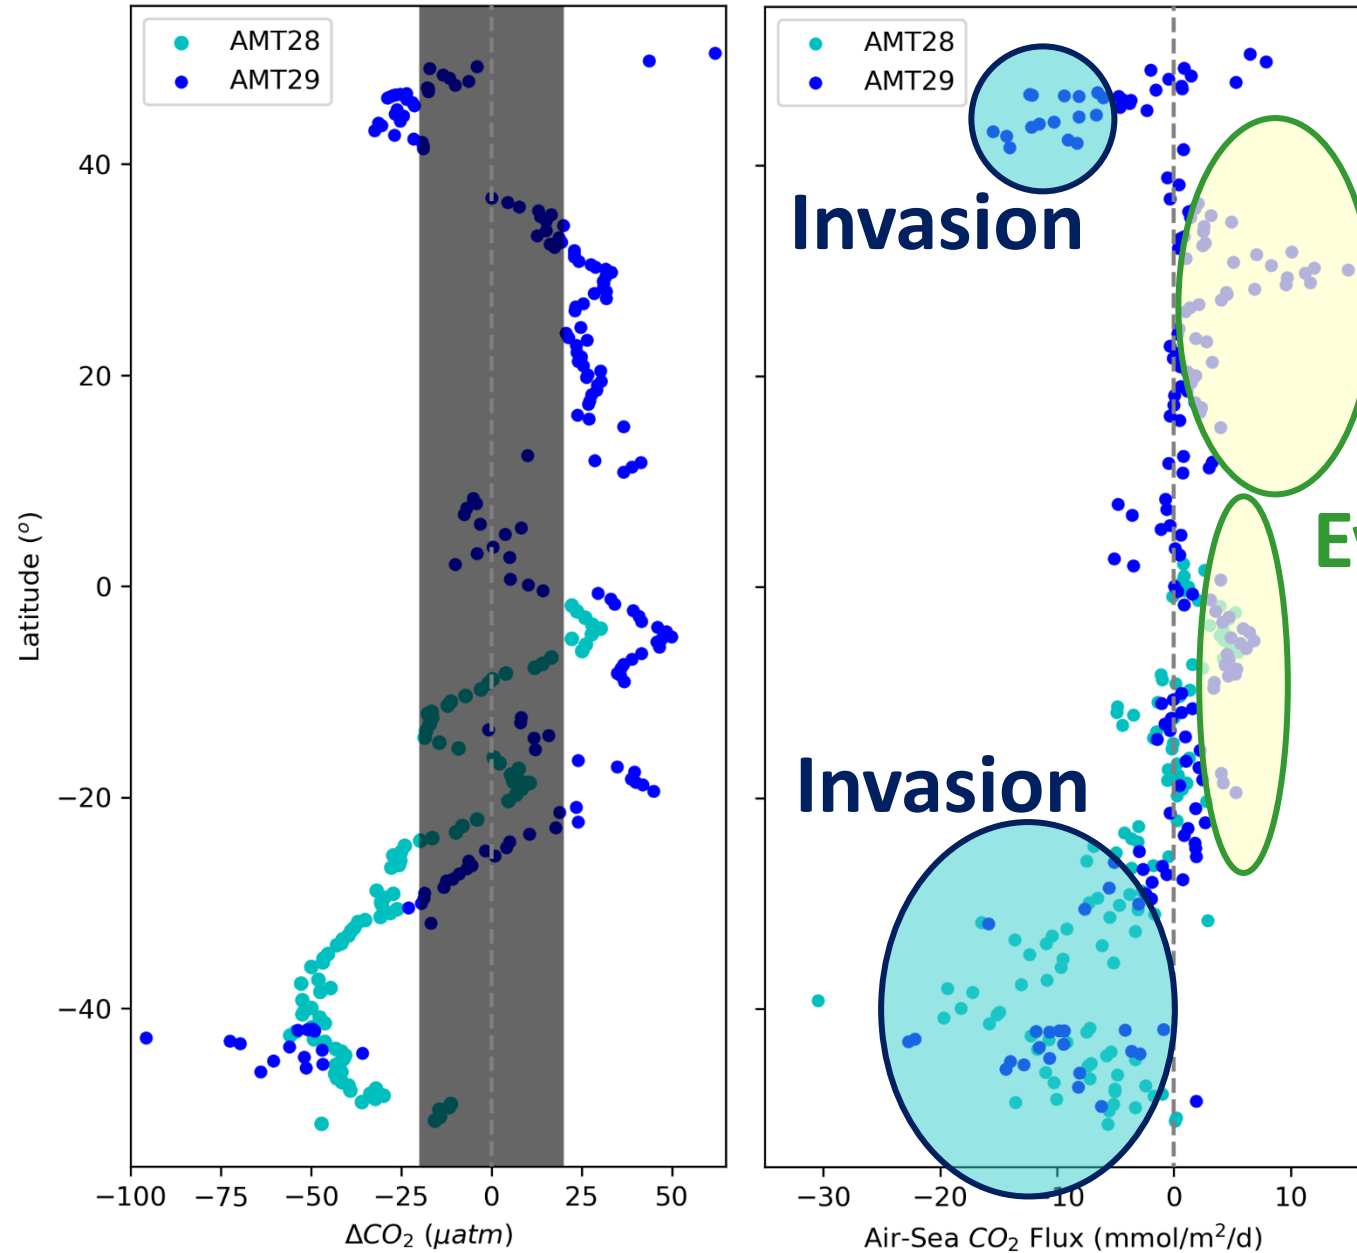 AMT28
AMT29
AMT28
AMT29
Invasion
Invasion
Latitude (°)
40
20
0
−20
−40
−100
−75
−50
−25
0
25
50
ΔCO₂ (μatm)
−30
−20
−10
0
10
Air-Sea CO₂ Flux (mmol/m²/d)